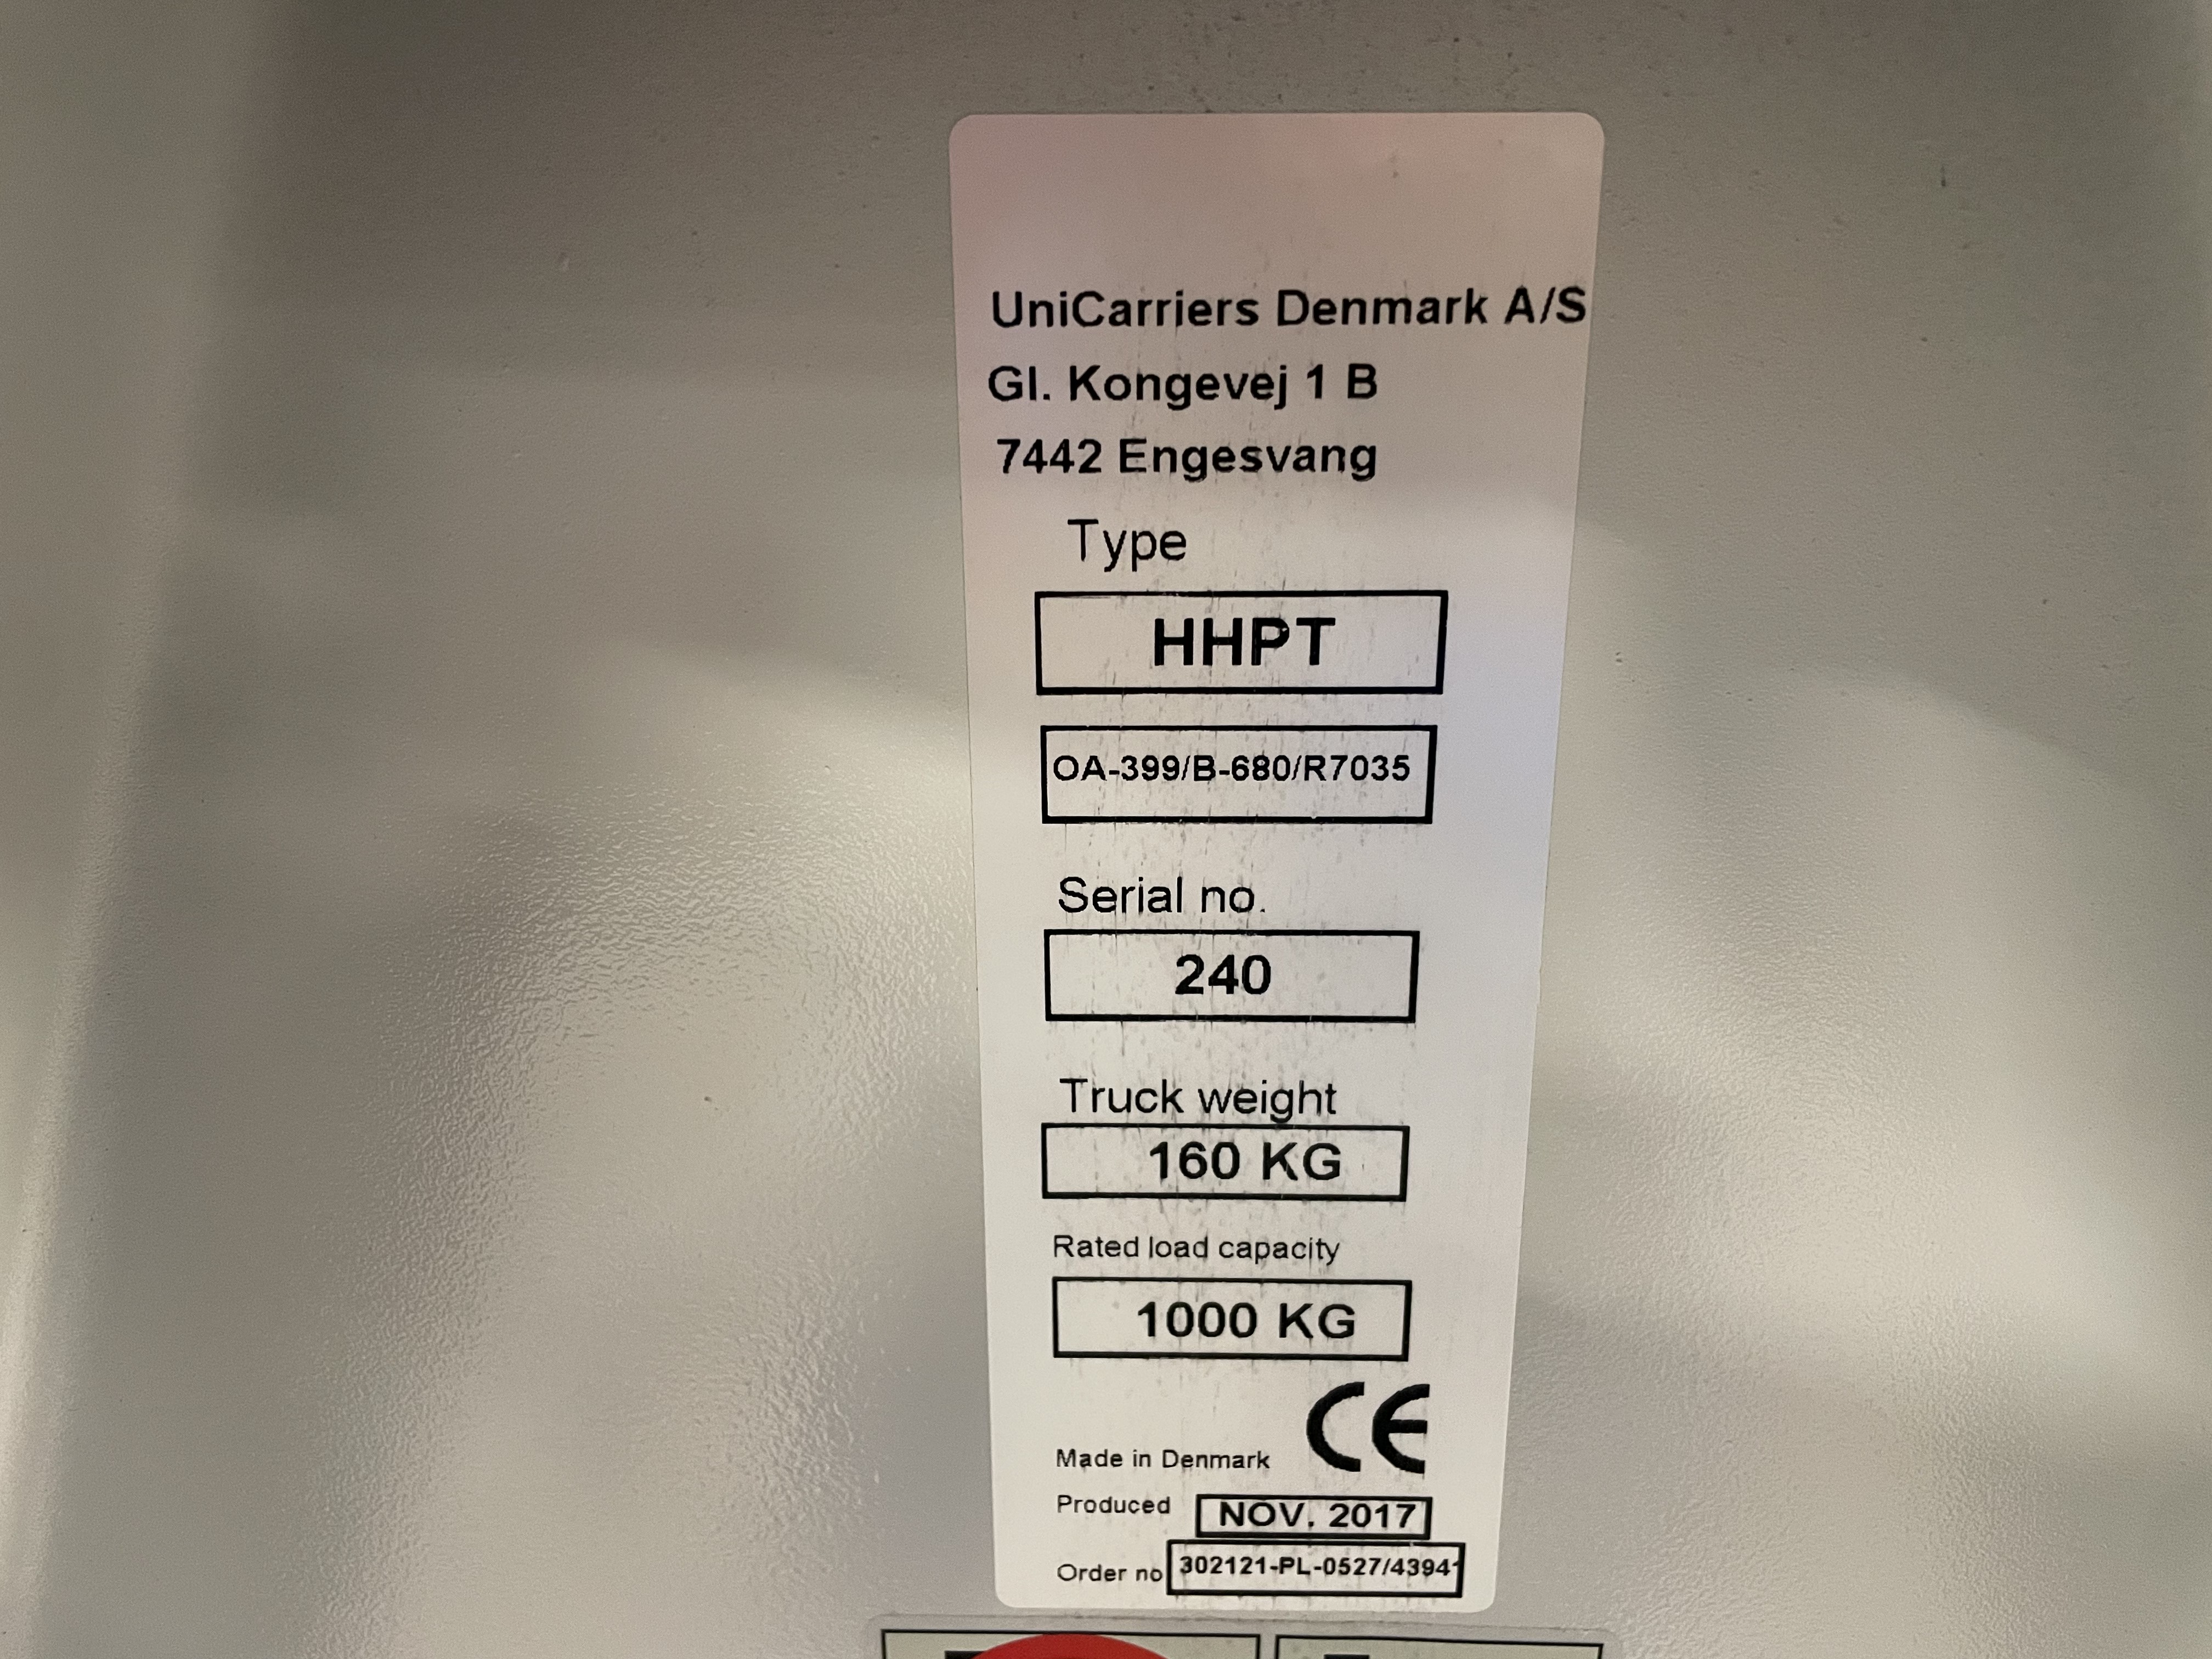 UniCarriers Denmark A/S
Gl. Kongevej 1 B
7442 Engesvang
Type
HHPT
OA-399/B-680/R7035
Serial no.
240
Truck weight
160 KG
Rated load capacity
1000 KG
CE
Made in Denmark
Produced NOV. 2017
Order no 302121-PL-0527/43941